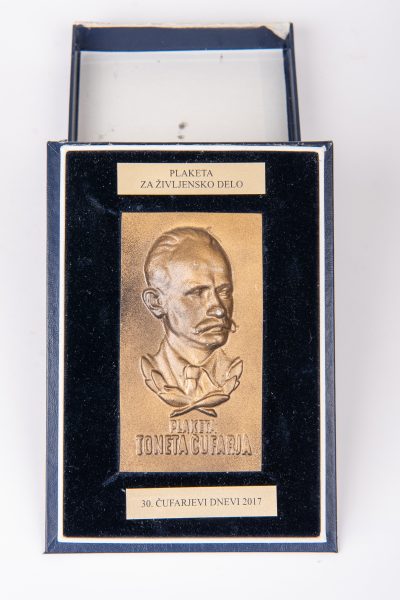 PLAKETA
ZA ŽIVLJENSKO DELO
PLAKETA
TONETA ČUFARJA
30. ČUFARJEVI DNEVI 2017